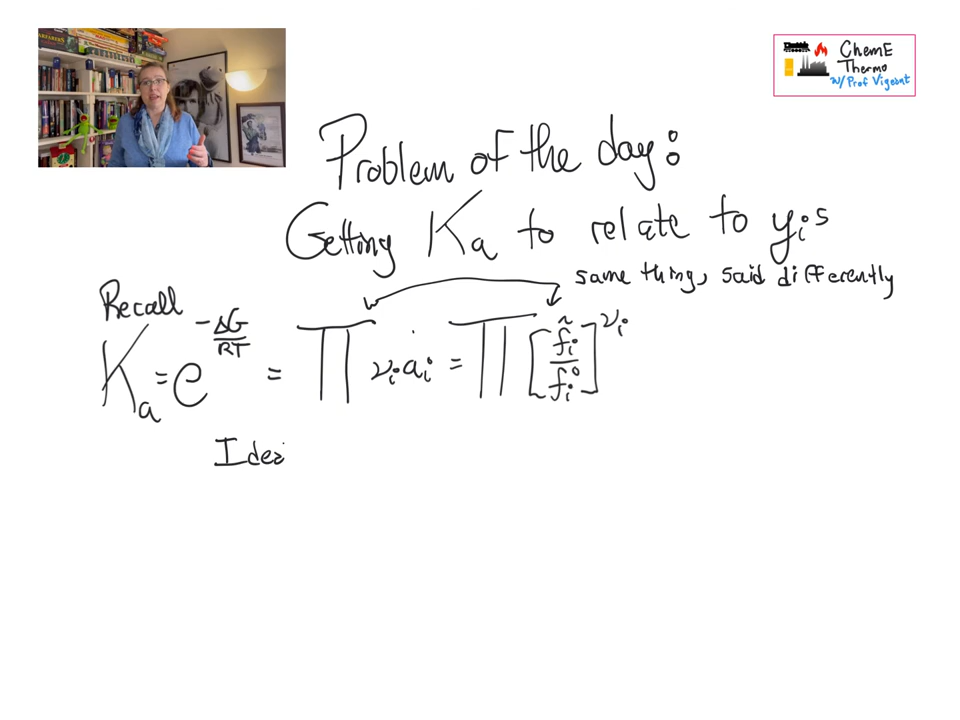 ChemE
Thermo
w/ Prof Vigeant
Problem of the day:
Getting Ka to relate to yis
same thing, said differently
Recall
Ka = e^(-ΔG/RT) = Π νi ai = Π [f̂i / fi°]^νi
Idea